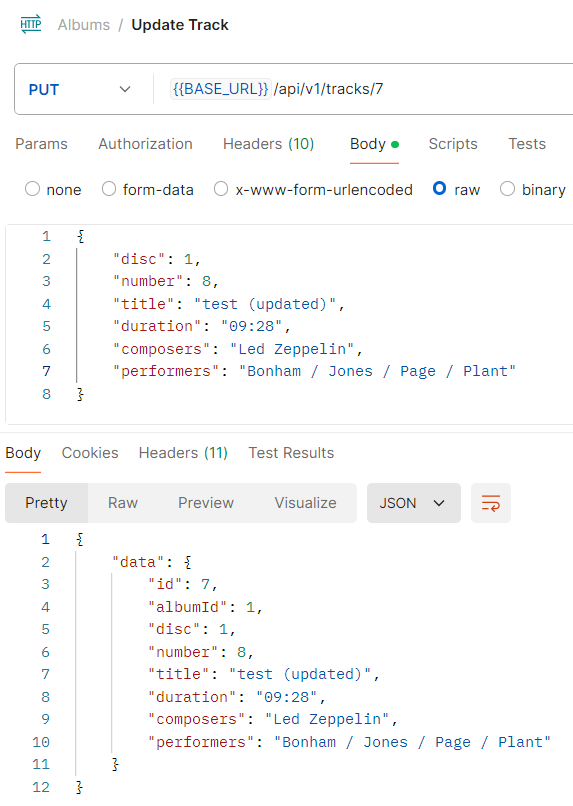 HTTP Albums / Update Track
PUT {{BASE_URL}} /api/v1/tracks/7
Params Authorization Headers (10) Body Scripts Tests
none form-data x-www-form-urlencoded raw binary
1 {
2 "disc": 1,
3 "number": 8,
4 "title": "test (updated)",
5 "duration": "09:28",
6 "composers": "Led Zeppelin",
7 "performers": "Bonham / Jones / Page / Plant"
8 }
Body Cookies Headers (11) Test Results
Pretty Raw Preview Visualize JSON
1 {
2 "data": {
3 "id": 7,
4 "albumId": 1,
5 "disc": 1,
6 "number": 8,
7 "title": "test (updated)",
8 "duration": "09:28",
9 "composers": "Led Zeppelin",
10 "performers": "Bonham / Jones / Page / Plant"
11 }
12 }